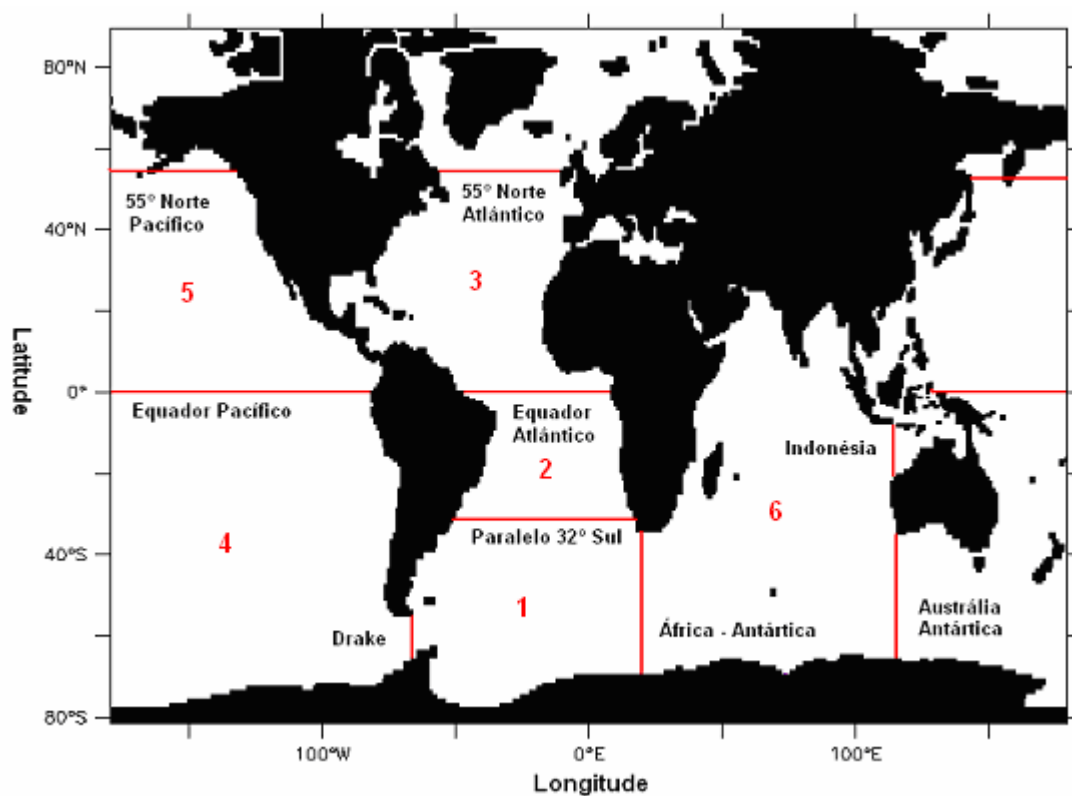 80°N
40°N
0°
40°S
80°S
Latitude
55° Norte
Pacífico
55° Norte
Atlántico
5
3
Equador Pacífico
Equador
Atlântico
Indonésia
2
6
Paralelo 32° Sul
4
1
Drake
África - Antártica
Austrália
Antártica
100°W
0°E
100°E
Longitude